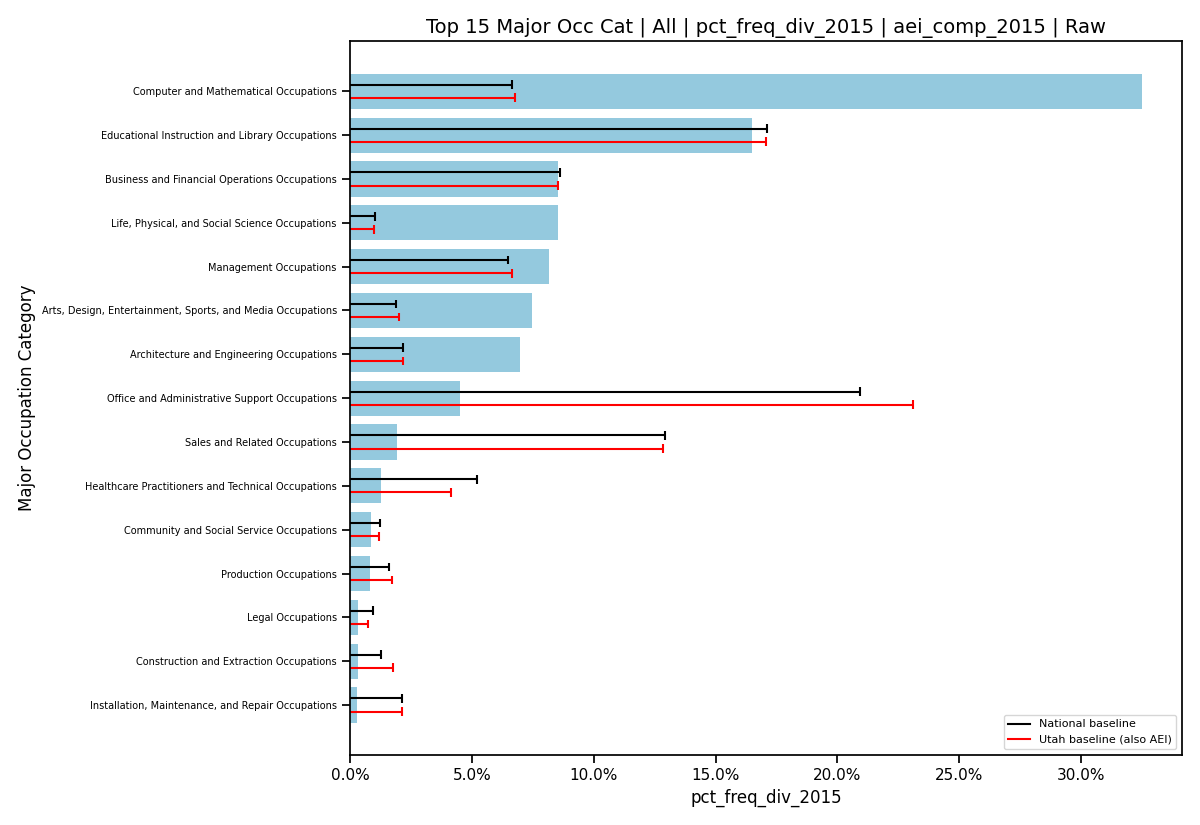 Top 15 Major Occ Cat | All | pct_freq_div_2015 | aei_comp_2015 | Raw
Major Occupation Category
Computer and Mathematical Occupations
Educational Instruction and Library Occupations
Business and Financial Operations Occupations
Life, Physical, and Social Science Occupations
Management Occupations
Arts, Design, Entertainment, Sports, and Media Occupations
Architecture and Engineering Occupations
Office and Administrative Support Occupations
Sales and Related Occupations
Healthcare Practitioners and Technical Occupations
Community and Social Service Occupations
Production Occupations
Legal Occupations
Construction and Extraction Occupations
Installation, Maintenance, and Repair Occupations
National baseline
Utah baseline (also AEI)
0.0% 5.0% 10.0% 15.0% 20.0% 25.0% 30.0%
pct_freq_div_2015